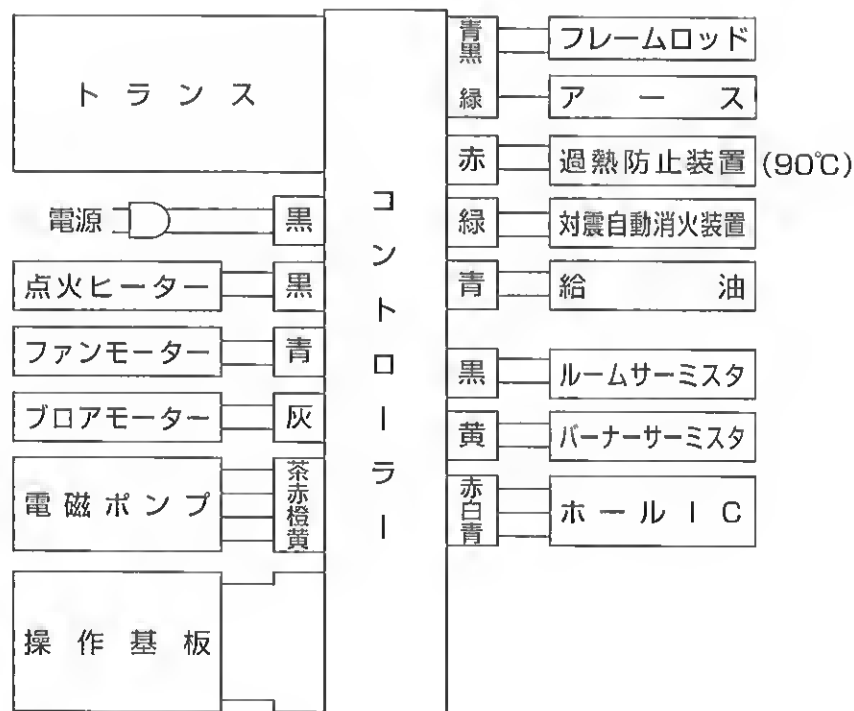 トランス
電源
黒
点火ヒーター
黒
ファンモーター
青
ブロアモーター
灰
電磁ポンプ
茶
赤
橙
黄
操作基板
コントローラー
青
黒
フレームロッド
緑
アース
赤
過熱防止装置 (90℃)
緑
対震自動消火装置
青
給油
黒
ルームサーミスタ
黄
バーナーサーミスタ
赤
白
青
ホールIC